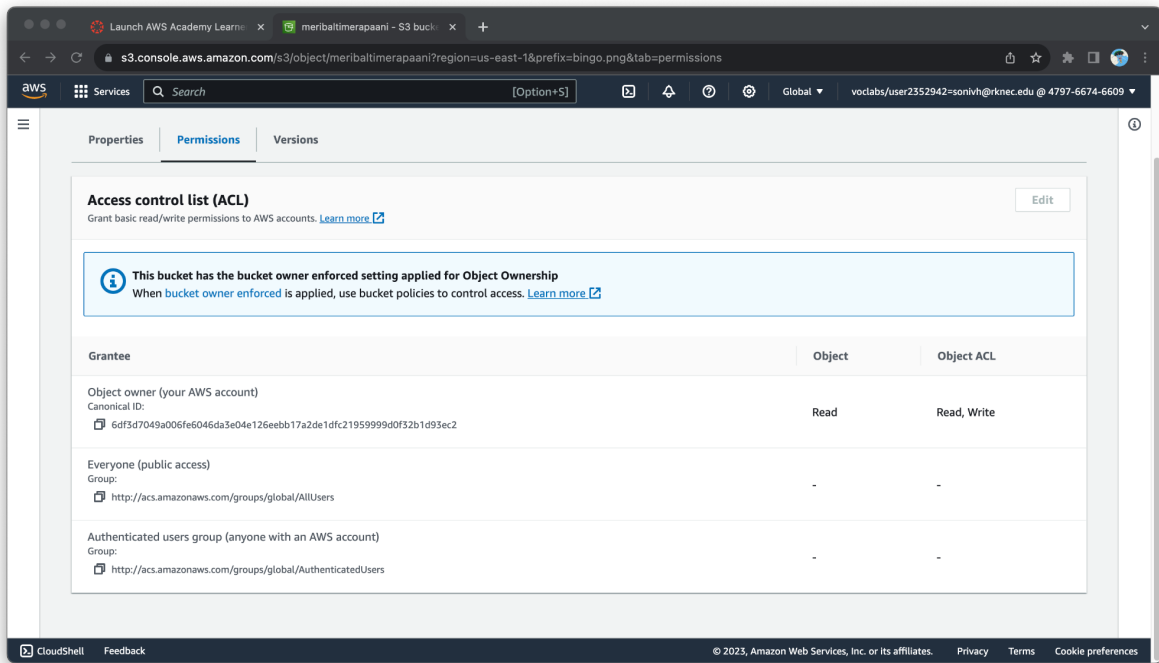 Launch AWS Academy Learne
meribaltimerapaani - S3 buck
s3.console.aws.amazon.com/s3/object/meribaltimerapaani?region=us-east-1&prefix=bingo.png&tab=permissions
aws Services Search [Option+S] Global voclabs/user2352942=sonivh@rknec.edu @ 4797-6674-6609
Properties Permissions Versions
Access control list (ACL) Edit
Grant basic read/write permissions to AWS accounts. Learn more
This bucket has the bucket owner enforced setting applied for Object Ownership
When bucket owner enforced is applied, use bucket policies to control access. Learn more
Grantee Object Object ACL
Object owner (your AWS account)
Canonical ID:
Read Read, Write
6df3d7049a006fe6046da3e04e126eebb17a2de1dfc21959999d0f32b1d93ec2
Everyone (public access)
Group:
- -
http://acs.amazonaws.com/groups/global/AllUsers
Authenticated users group (anyone with an AWS account)
Group:
- -
http://acs.amazonaws.com/groups/global/AuthenticatedUsers
CloudShell Feedback © 2023, Amazon Web Services, Inc. or its affiliates. Privacy Terms Cookie preferences